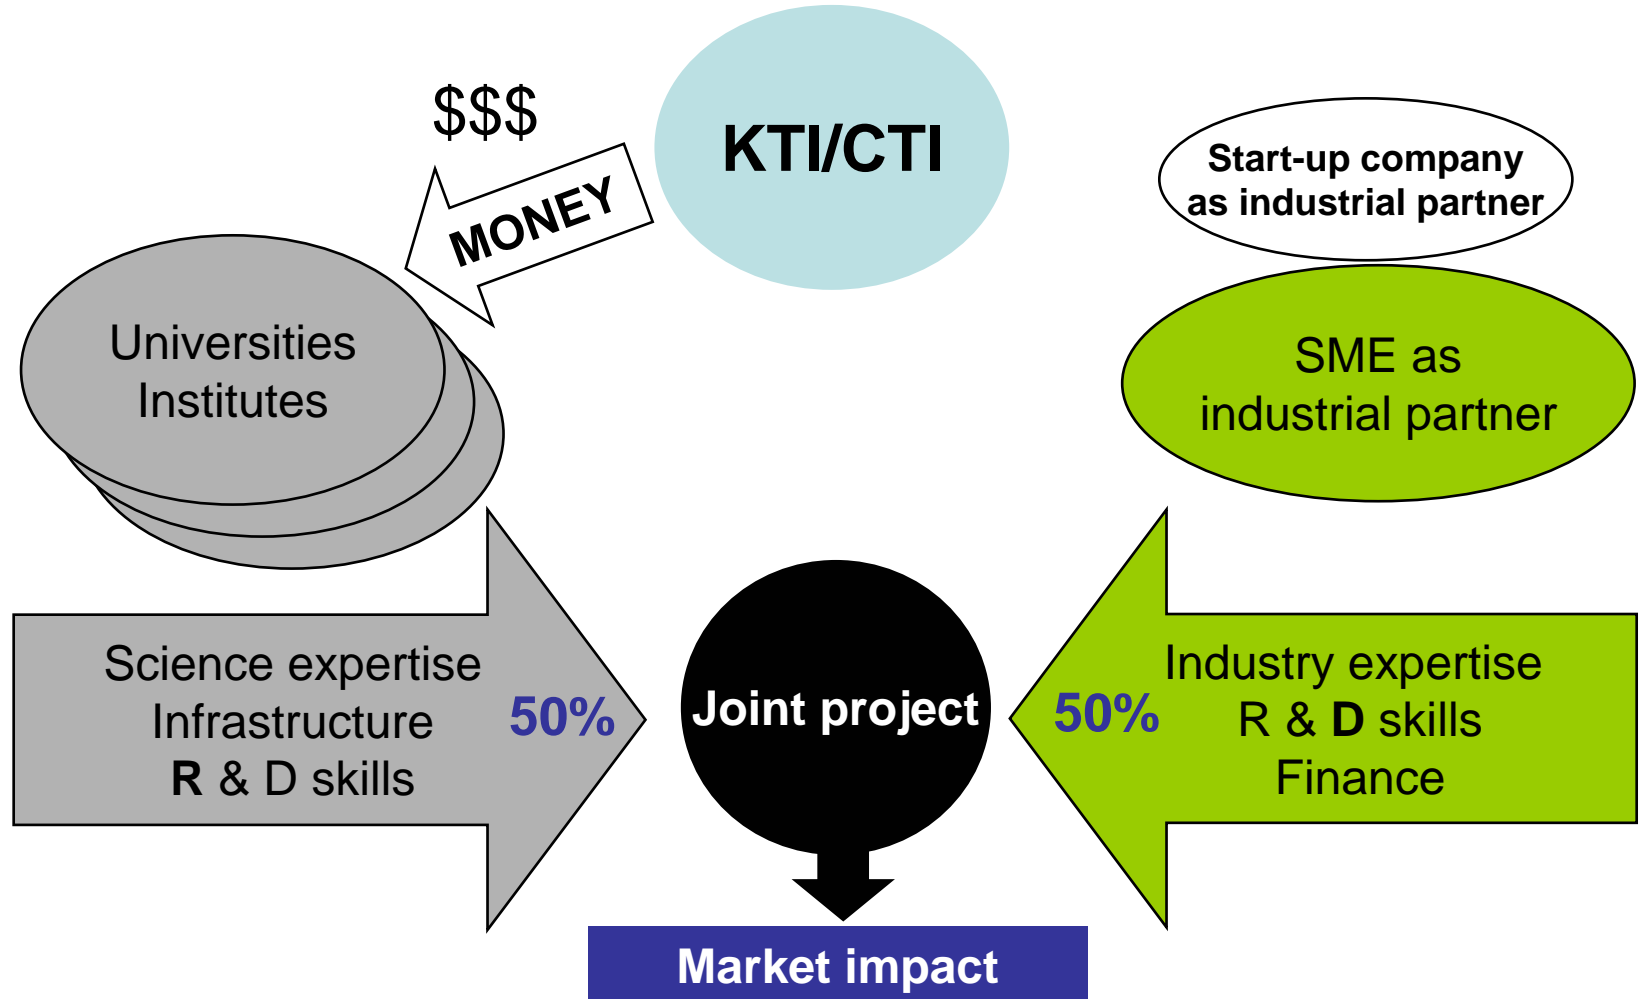 $$$
KTI/CTI
MONEY
Start-up company
as industrial partner
Universities
Institutes
SME as
industrial partner
Science expertise
Infrastructure
R & D skills
50%
Joint project
50%
Industry expertise
R & D skills
Finance
Market impact